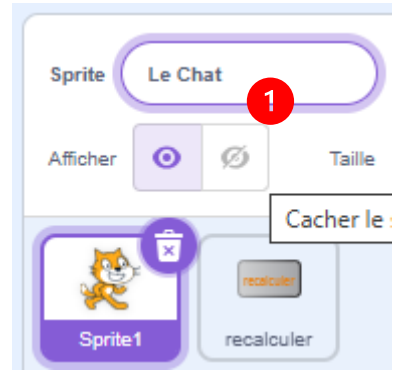 Sprite Le Chat
1
Afficher Taille
Cacher le
recalculer
Sprite1 recalculer